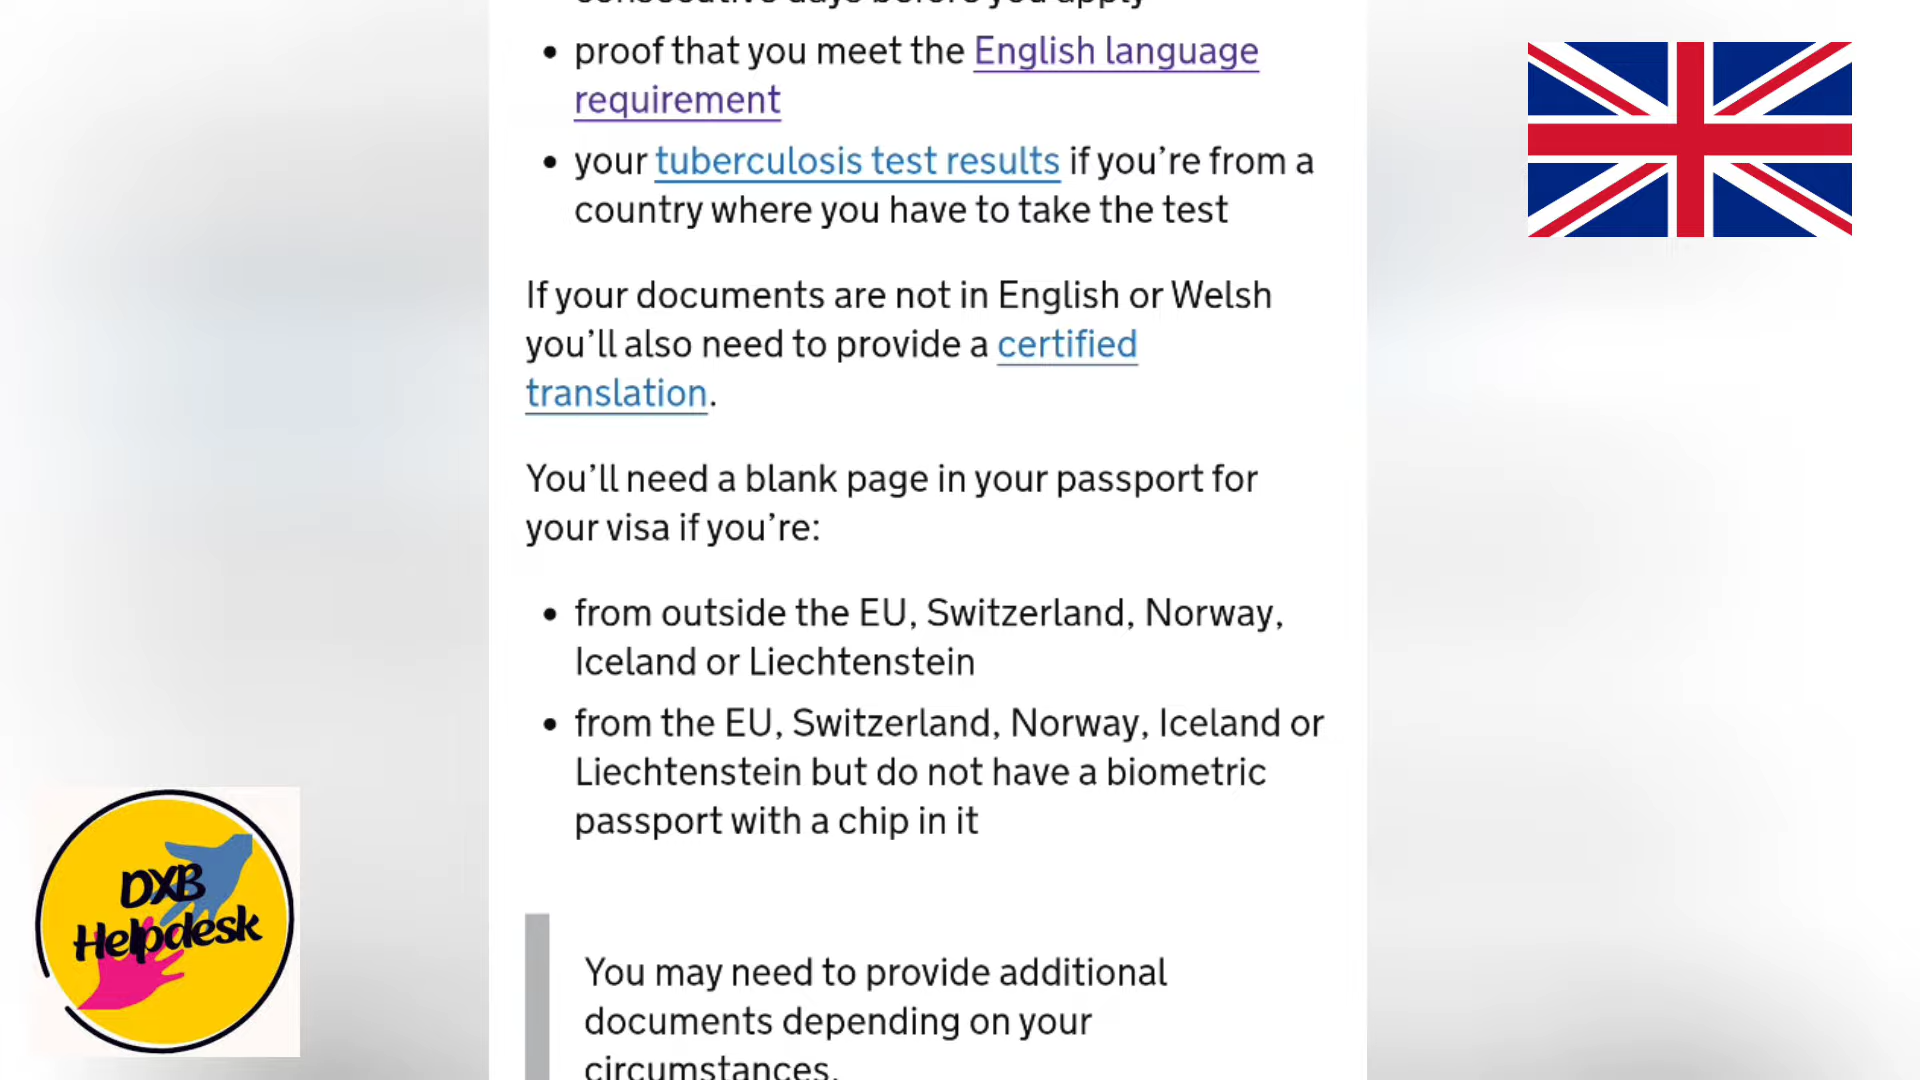 consecutive days before you apply
• proof that you meet the English language
requirement
• your tuberculosis test results if you’re from a
country where you have to take the test
If your documents are not in English or Welsh
you’ll also need to provide a certified
translation.
You’ll need a blank page in your passport for
your visa if you’re:
• from outside the EU, Switzerland, Norway,
Iceland or Liechtenstein
• from the EU, Switzerland, Norway, Iceland or
Liechtenstein but do not have a biometric
passport with a chip in it
You may need to provide additional
documents depending on your
circumstances.
DXB
Helpdesk